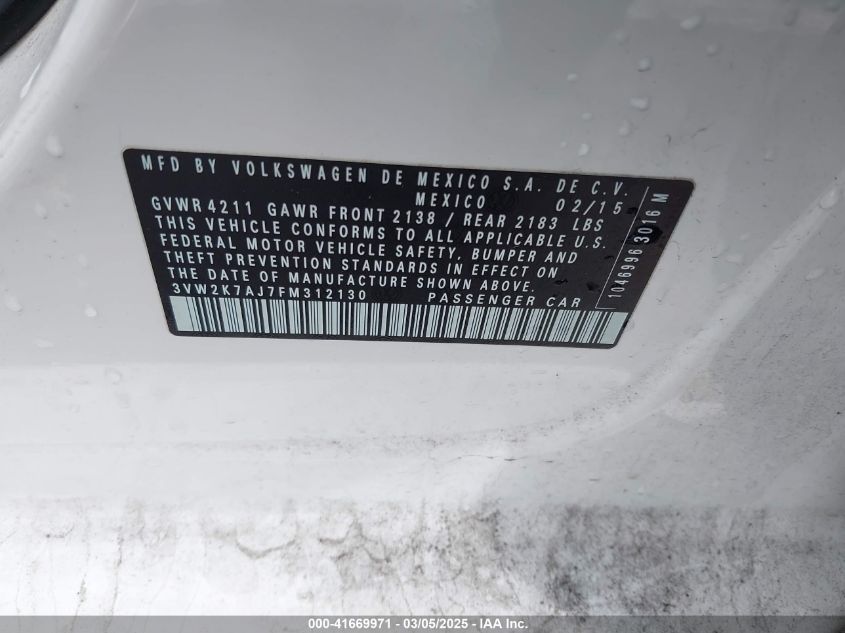 MFD BY VOLKSWAGEN DE MEXICO S.A. DE C.V.
MEXICO 02/15
GVWR 4211 GAWR FRONT 2138 / REAR 2183 LBS
THIS VEHICLE CONFORMS TO ALL APPLICABLE U.S.
FEDERAL MOTOR VEHICLE SAFETY, BUMPER AND
THEFT PREVENTION STANDARDS IN EFFECT ON
THE DATE OF MANUFACTURE SHOWN ABOVE.
3VW2K7AJ7FM312130 PASSENGER CAR
1046996 3016 M
000-41669971 - 03/05/2025 - IAA Inc.